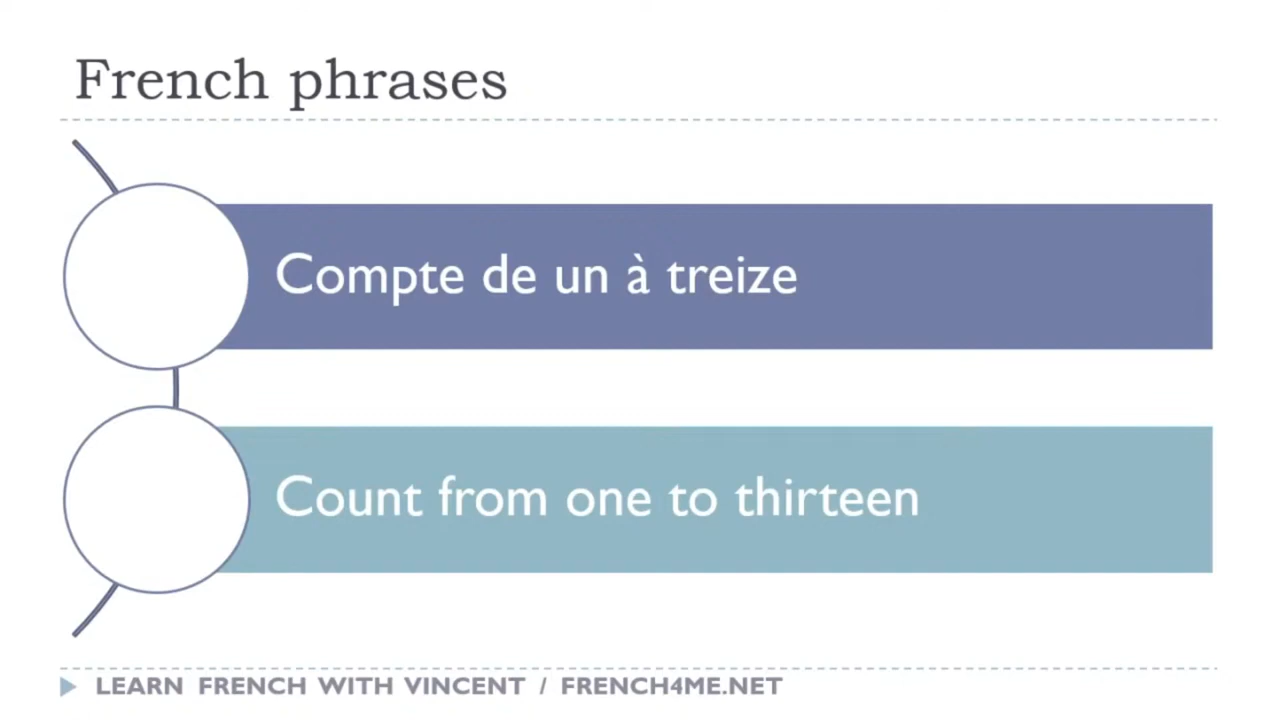 French phrases
Compte de un à treize
Count from one to thirteen
LEARN FRENCH WITH VINCENT / FRENCH4ME.NET